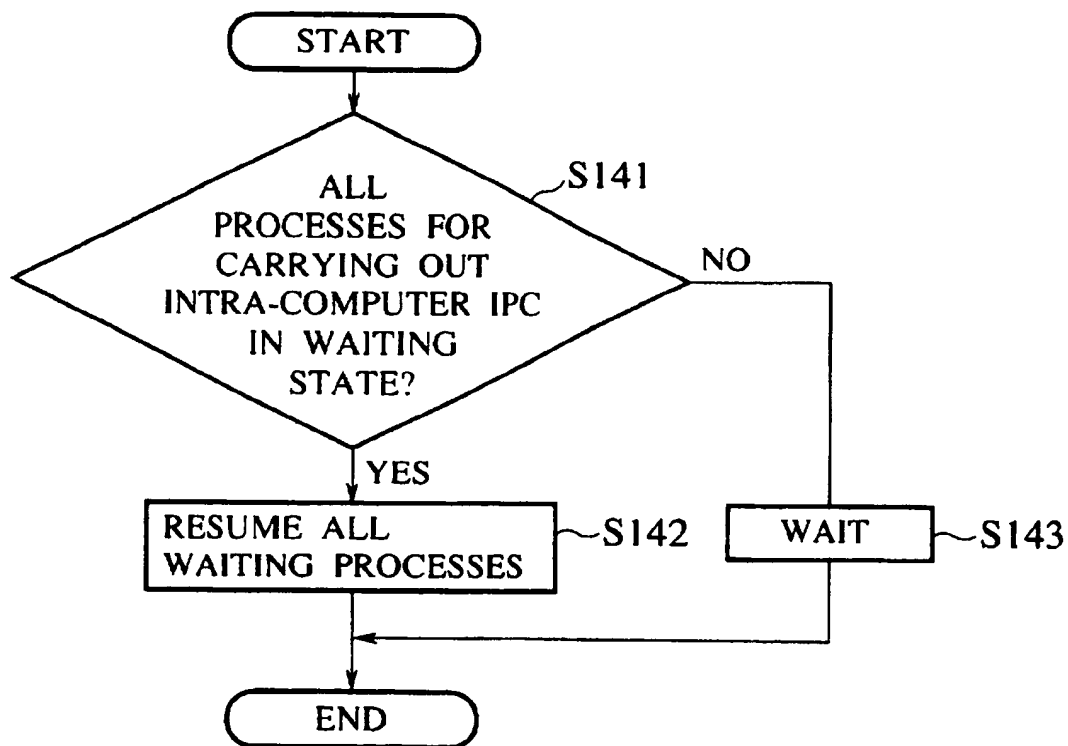 START
ALL
PROCESSES FOR
CARRYING OUT
INTRA-COMPUTER IPC
IN WAITING
STATE?
S141
NO
YES
RESUME ALL
WAITING PROCESSES
S142
WAIT
S143
END